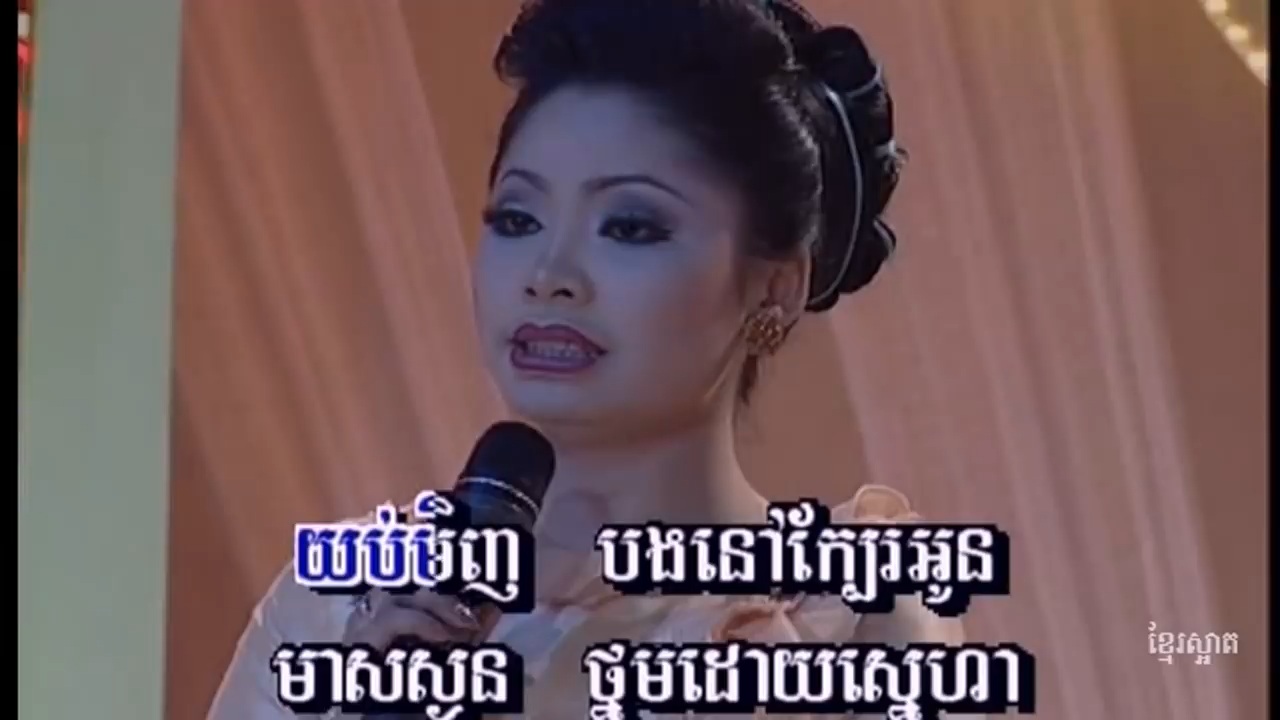 យប់មិញ បងនៅក្បែរអូន
មាសស្ងួន ថ្នមដោយស្នេហា
ខ្មែរស្អាត